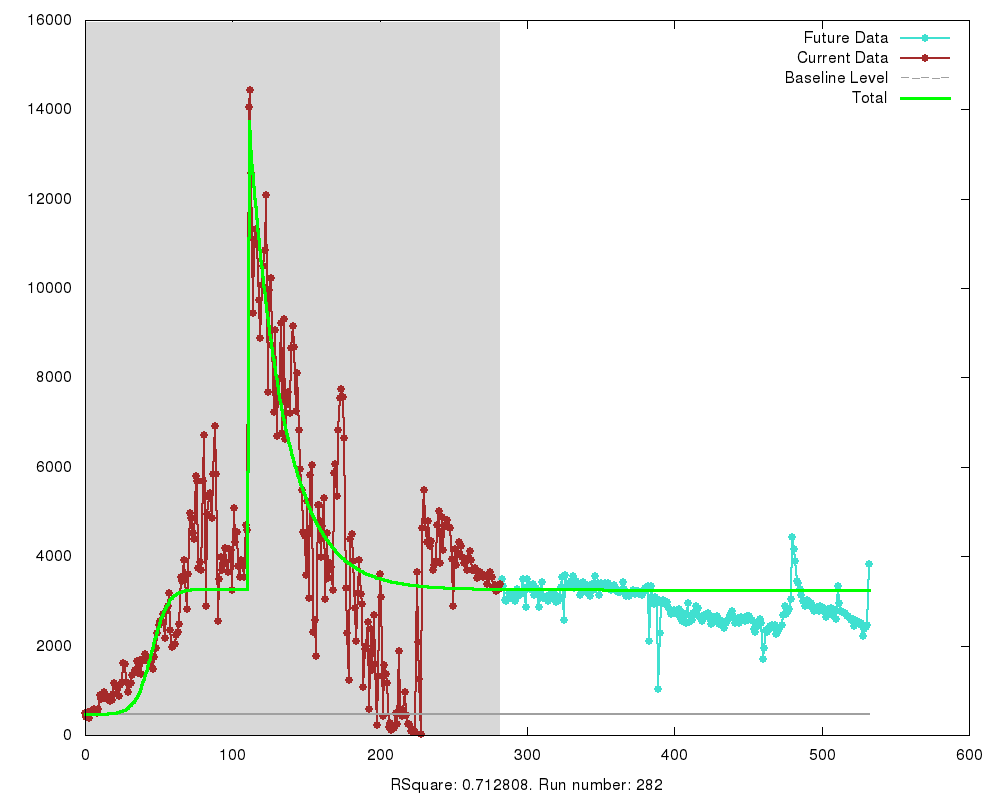 16000
14000
12000
10000
8000
6000
4000
2000
0
Future Data
Current Data
Baseline Level
Total
0 100 200 300 400 500 600
RSquare: 0.712808. Run number: 282